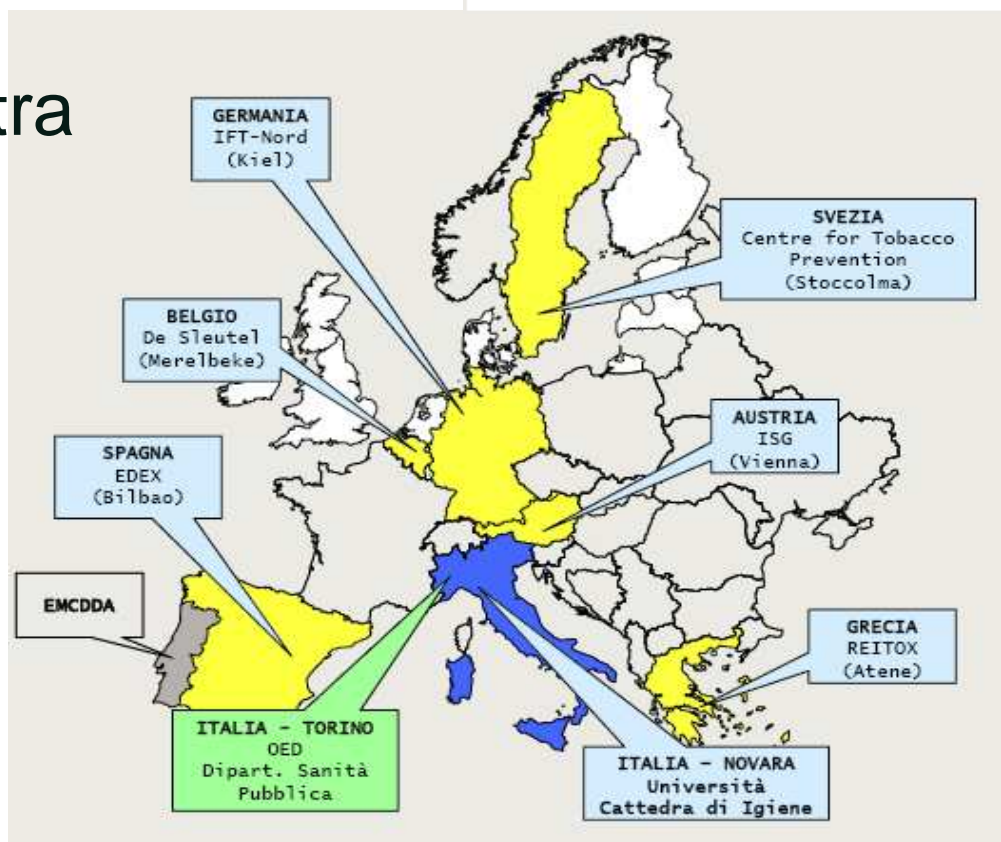 tra
GERMANIA
IFT-Nord
(Kiel)
SVEZIA
Centre for Tobacco
Prevention
(Stoccolma)
BELGIO
De Sleutel
(Merelbeke)
AUSTRIA
ISG
(Vienna)
SPAGNA
EDEX
(Bilbao)
EMCDDA
GRECIA
REITOX
(Atene)
ITALIA – TORINO
OED
Dipart. Sanità
Pubblica
ITALIA – NOVARA
Università
Cattedra di Igiene